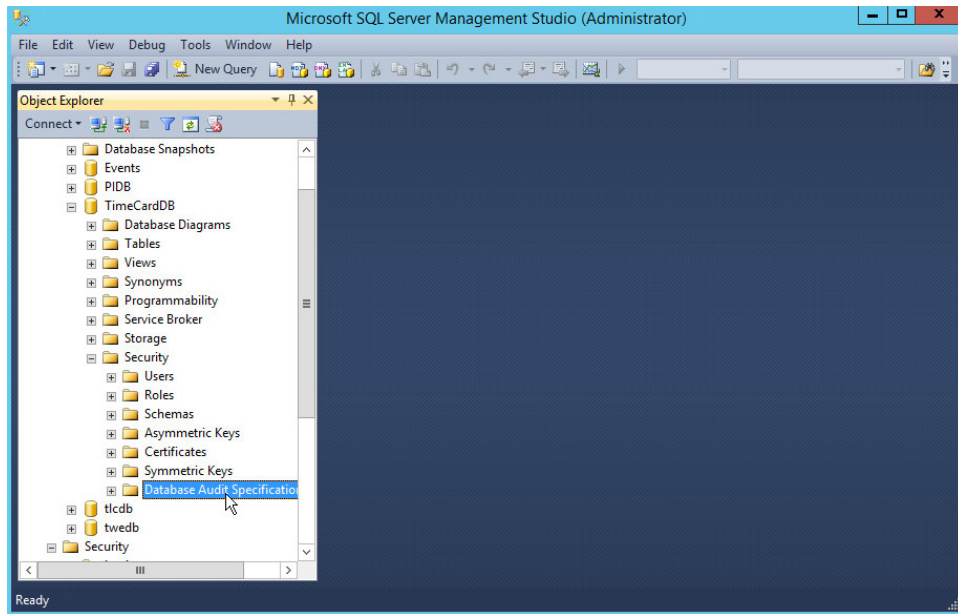 Microsoft SQL Server Management Studio (Administrator)
File Edit View Debug Tools Window Help
New Query
Object Explorer
Connect
Database Snapshots
Events
PIDB
TimeCardDB
Database Diagrams
Tables
Views
Synonyms
Programmability
Service Broker
Storage
Security
Users
Roles
Schemas
Asymmetric Keys
Certificates
Symmetric Keys
Database Audit Specification
tlcdb
twedb
Security
Ready